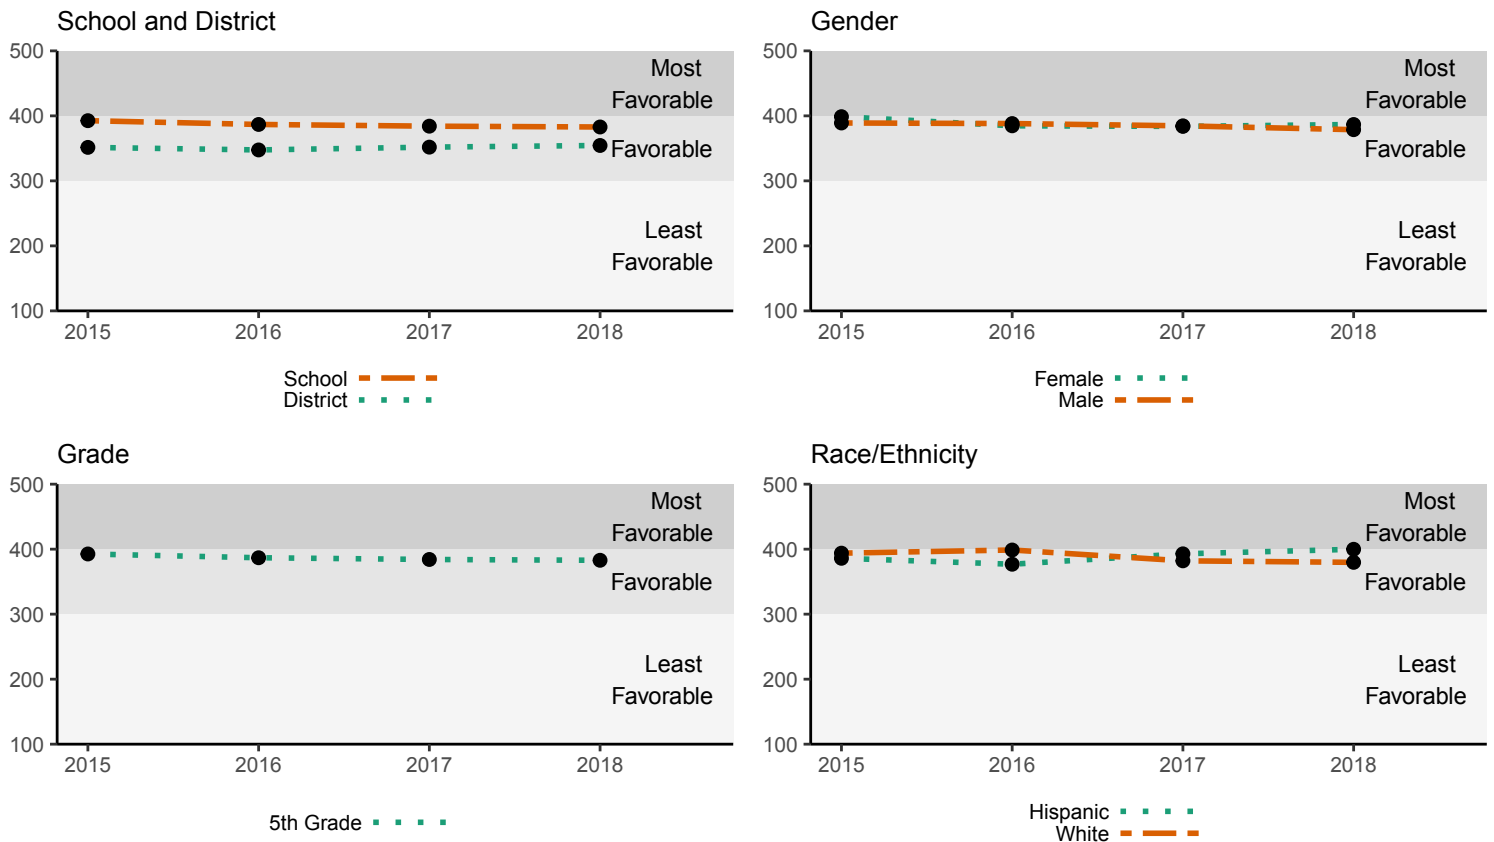 School and District
500
400
300
200
100
Most
Favorable
Favorable
Least
Favorable
2015 2016 2017 2018
School
District
Gender
500
400
300
200
100
Most
Favorable
Favorable
Least
Favorable
2015 2016 2017 2018
Female
Male
Grade
500
400
300
200
100
Most
Favorable
Favorable
Least
Favorable
2015 2016 2017 2018
5th Grade
Race/Ethnicity
500
400
300
200
100
Most
Favorable
Favorable
Least
Favorable
2015 2016 2017 2018
Hispanic
White